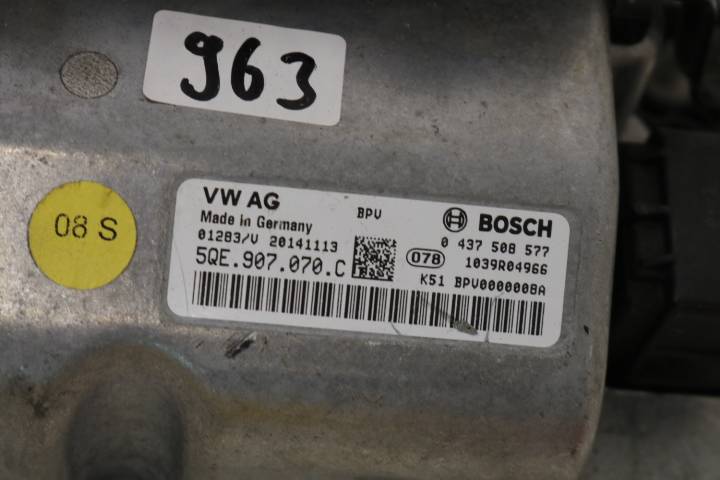 963
08 S
VW AG
Made in Germany
01283/V 20141113
5QE.907.070.C
BPV
BOSCH
0 437 508 577
078 1039R04966
K51 BPV000000BA